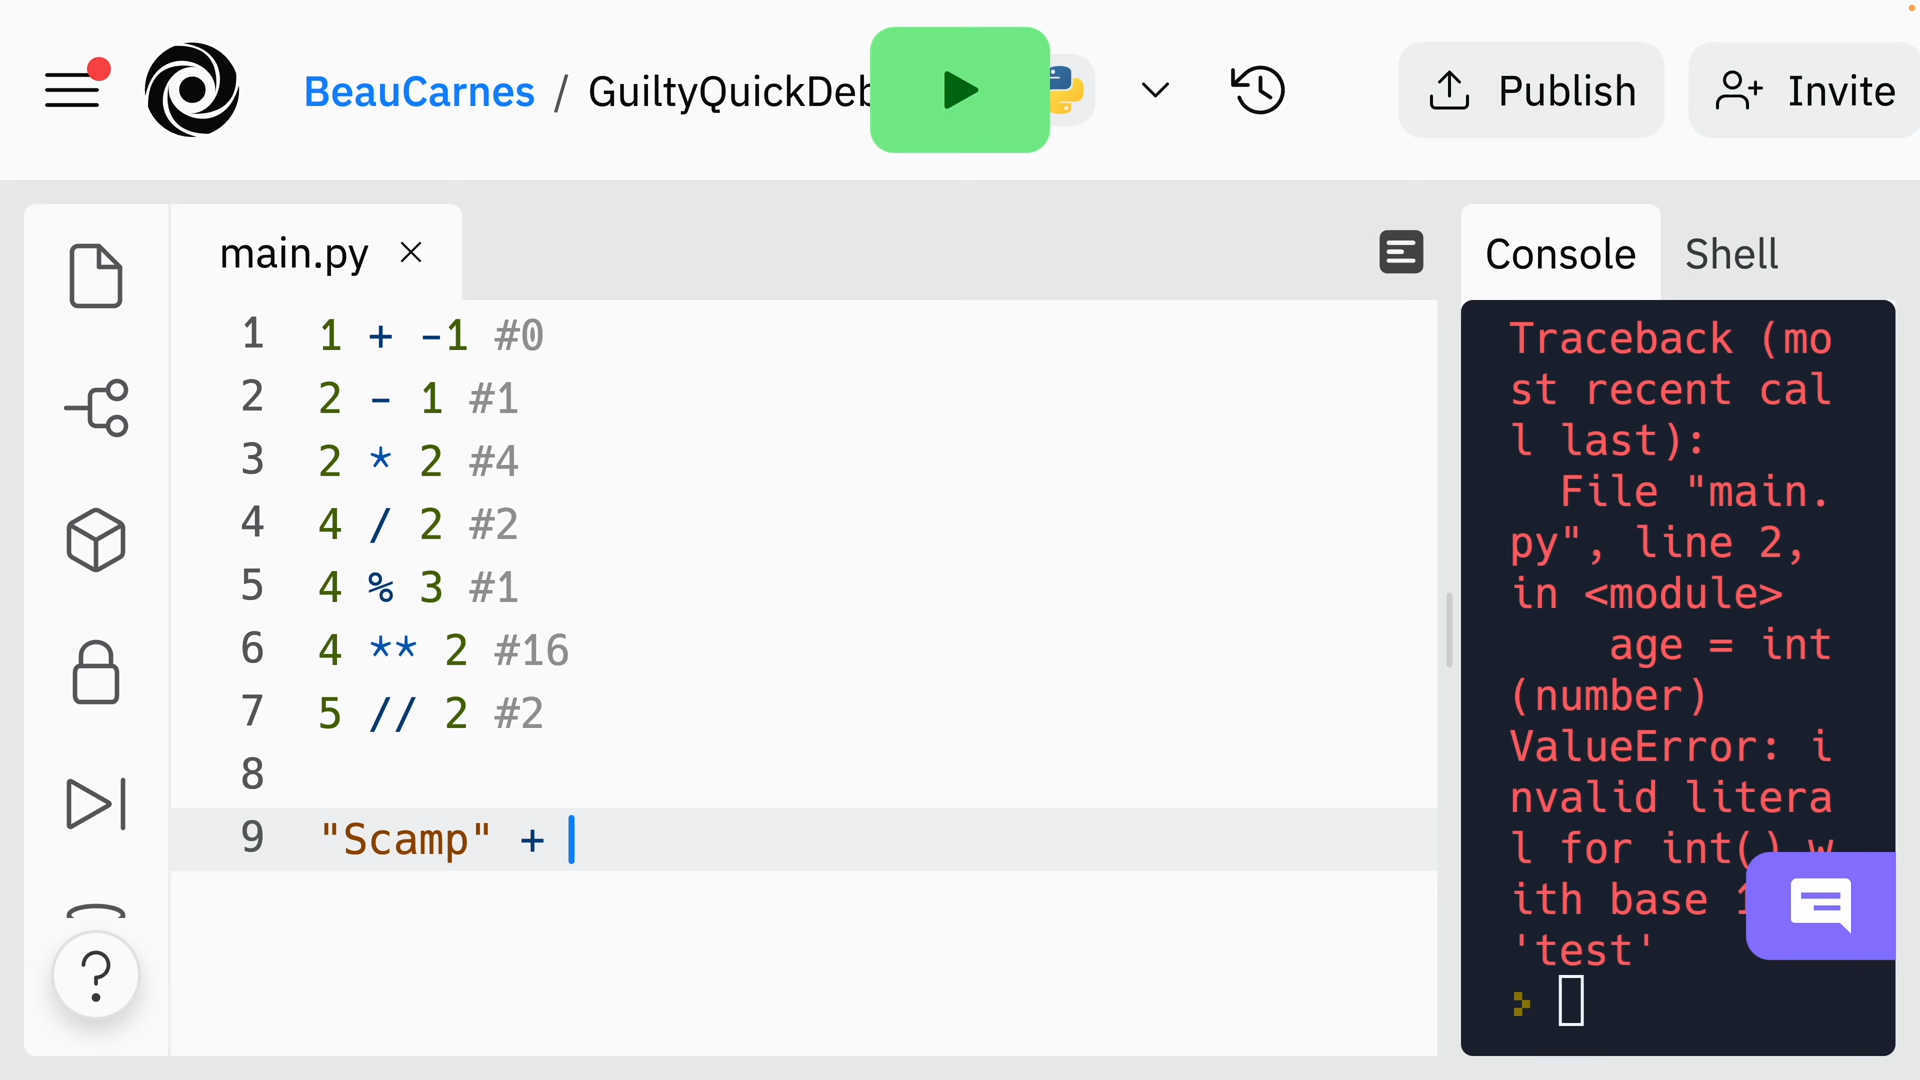 BeauCarnes / GuiltyQuickDeb
Publish
Invite
main.py
Console
Shell
1 1 + -1 #0
2 2 - 1 #1
3 2 * 2 #4
4 4 / 2 #2
5 4 % 3 #1
6 4 ** 2 #16
7 5 // 2 #2
8
9 "Scamp" +
Traceback (mo
st recent cal
l last):
File "main.
py", line 2,
in <module>
age = int
(number)
ValueError: i
nvalid litera
l for int() w
ith base
'test'